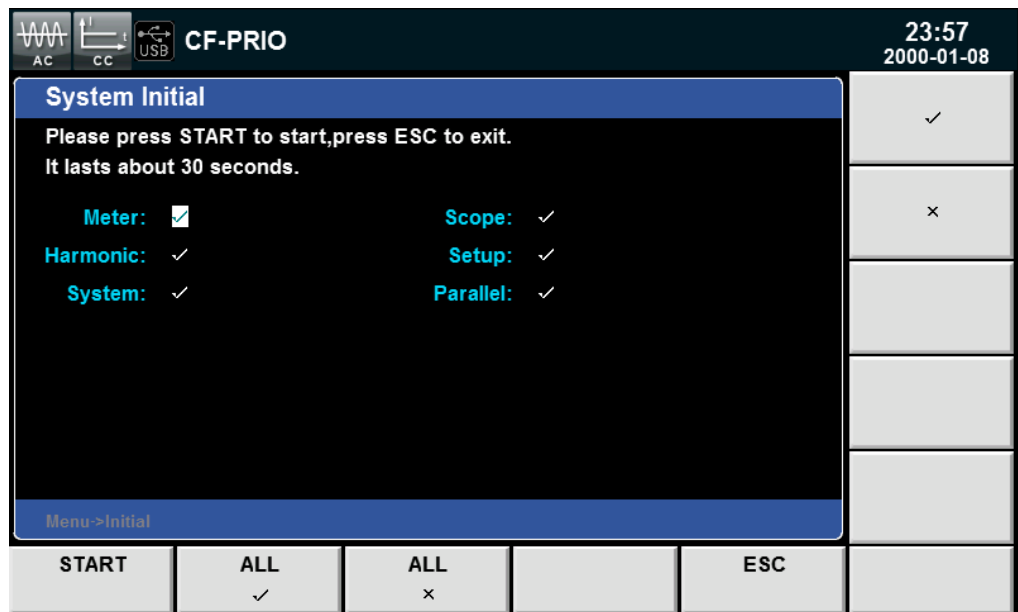 AC CC USB CF-PRIO 23:57
2000-01-08
System Initial
Please press START to start,press ESC to exit.
It lasts about 30 seconds.
Meter: ✓ Scope: ✓
Harmonic: ✓ Setup: ✓
System: ✓ Parallel: ✓
Menu->Initial
✓
×
START ALL ALL ESC
✓ ×